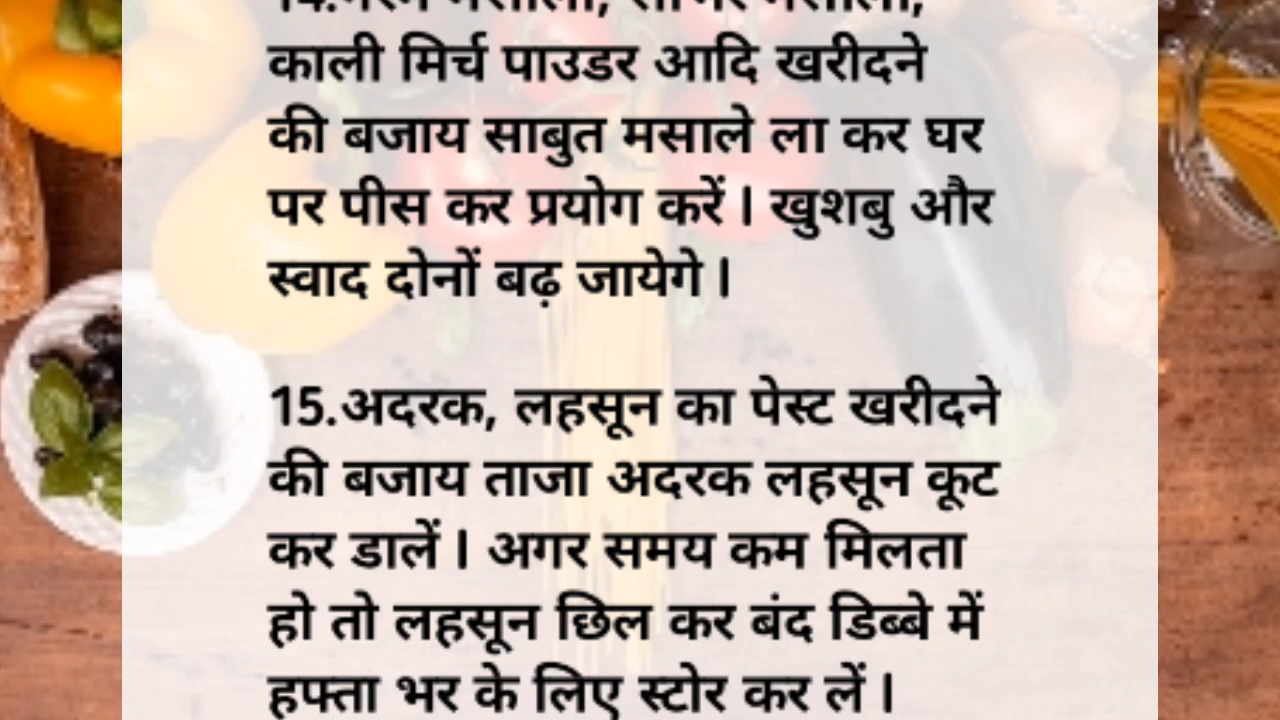 काली मिर्च पाउडर आदि खरीदने
की बजाय साबुत मसाले ला कर घर
पर पीस कर प्रयोग करें । खुशबु और
स्वाद दोनों बढ़ जायेगे ।
15.अदरक, लहसून का पेस्ट खरीदने
की बजाय ताजा अदरक लहसून कूट
कर डालें । अगर समय कम मिलता
हो तो लहसून छिल कर बंद डिब्बे में
हफ्ता भर के लिए स्टोर कर लें ।